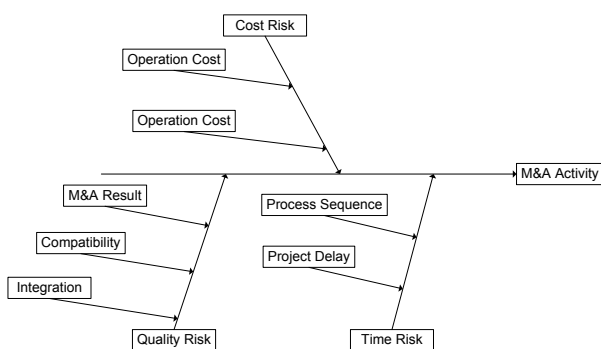 Cost Risk
Operation Cost
Operation Cost
M&A Activity
M&A Result
Process Sequence
Compatibility
Project Delay
Integration
Quality Risk
Time Risk